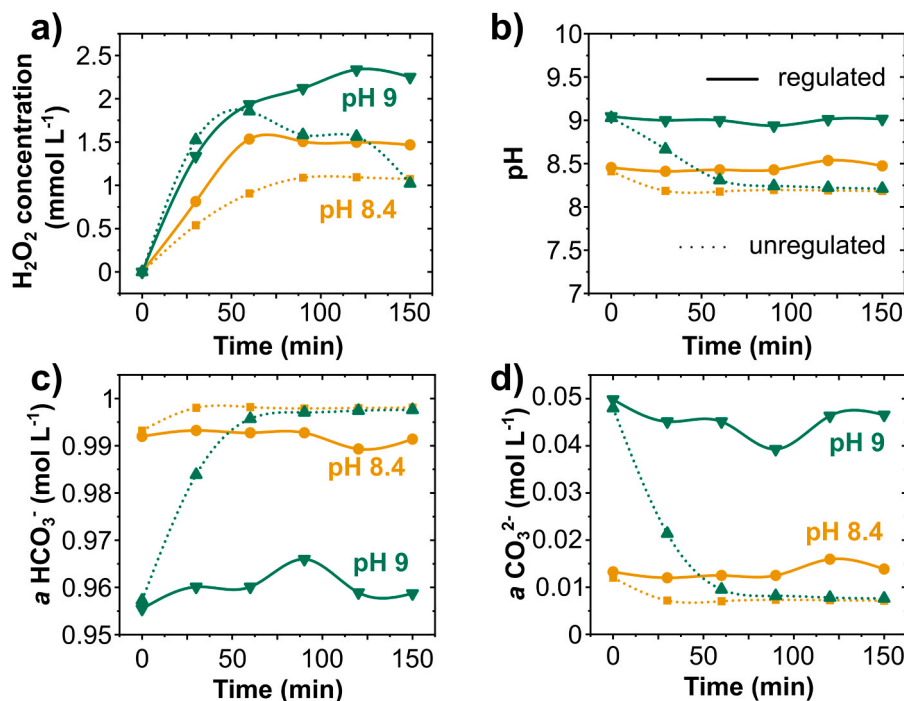 a)
H₂O₂ concentration
(mmol L⁻¹)
2.5
2
1.5
1
0.5
0
pH 9
pH 8.4
0 50 100 150
Time (min)
b)
pH
10
9.5
9
8.5
8
7.5
7
regulated
unregulated
0 50 100 150
Time (min)
c)
a HCO₃⁻ (mol L⁻¹)
1
0.99
0.98
0.97
0.96
0.95
pH 8.4
pH 9
0 50 100 150
Time (min)
d)
a CO₃²⁻ (mol L⁻¹)
0.05
0.04
0.03
0.02
0.01
0
pH 9
pH 8.4
0 50 100 150
Time (min)